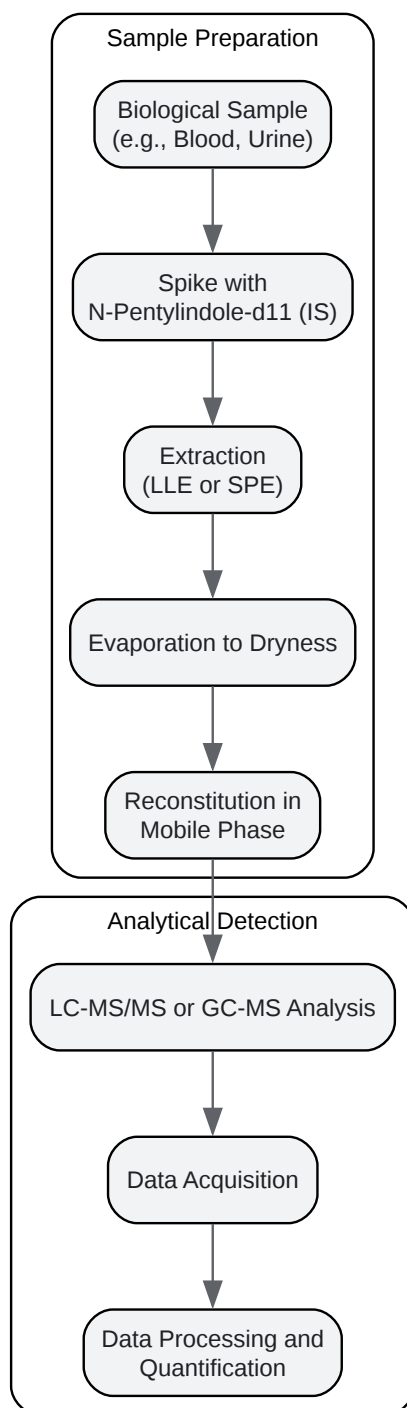 Sample Preparation
Biological Sample
(e.g., Blood, Urine)
Spike with
N-Pentylindole-d11 (IS)
Extraction
(LLE or SPE)
Evaporation to Dryness
Reconstitution in
Mobile Phase
Analytical Detection
LC-MS/MS or GC-MS Analysis
Data Acquisition
Data Processing and
Quantification